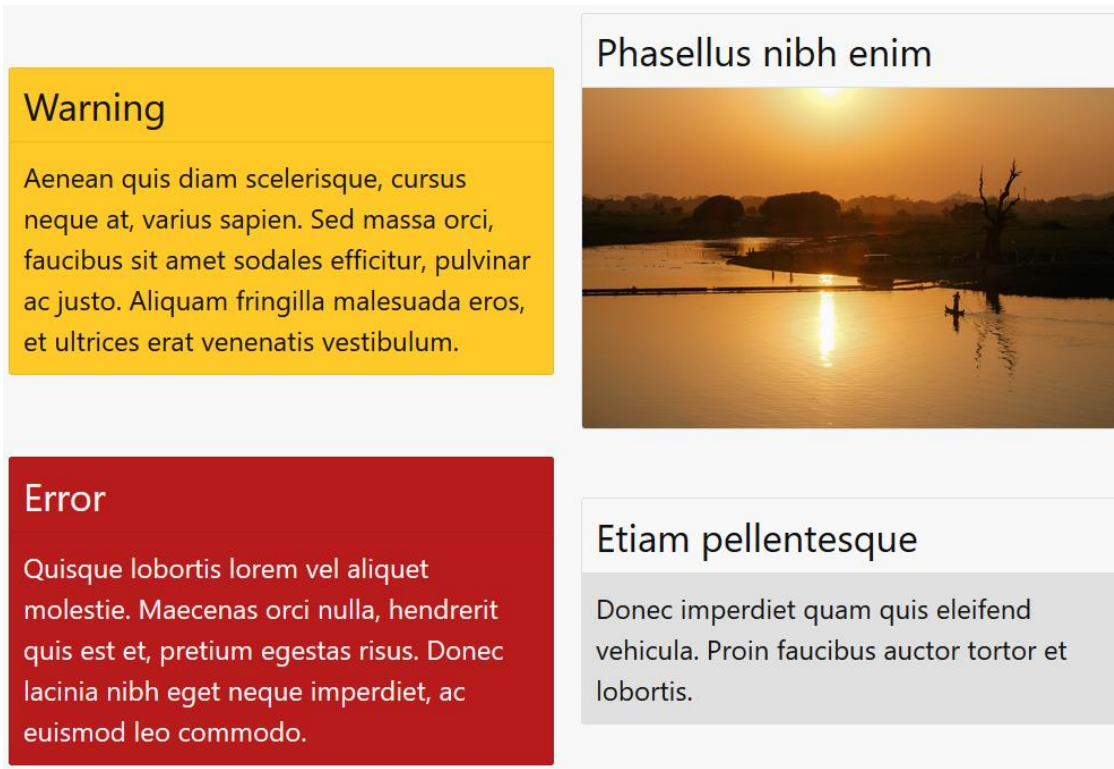 Warning
Aenean quis diam scelerisque, cursus
neque at, varius sapien. Sed massa orci,
faucibus sit amet sodales efficitur, pulvinar
ac justo. Aliquam fringilla malesuada eros,
et ultrices erat venenatis vestibulum.
Phasellus nibh enim
Error
Quisque lobortis lorem vel aliquet
molestie. Maecenas orci nulla, hendrerit
quis est et, pretium egestas risus. Donec
lacinia nibh eget neque imperdiet, ac
euismod leo commodo.
Etiam pellentesque
Donec imperdiet quam quis eleifend
vehicula. Proin faucibus auctor tortor et
lobortis.